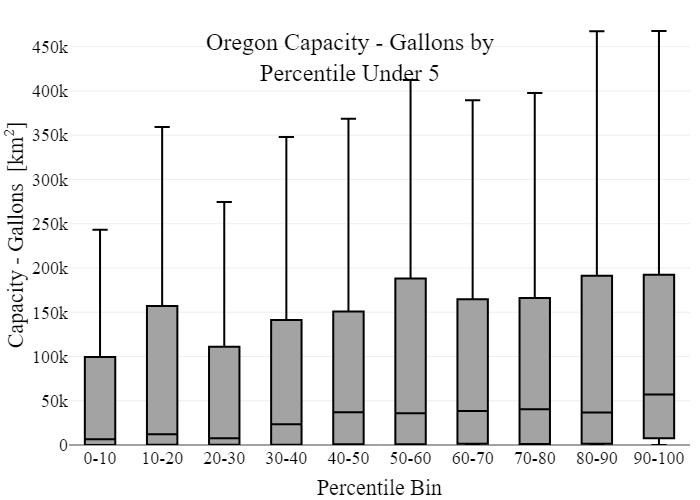 Oregon Capacity - Gallons by
Percentile Under 5
Capacity - Gallons [km²]
450k
400k
350k
300k
250k
200k
150k
100k
50k
0
0-10 10-20 20-30 30-40 40-50 50-60 60-70 70-80 80-90 90-100
Percentile Bin